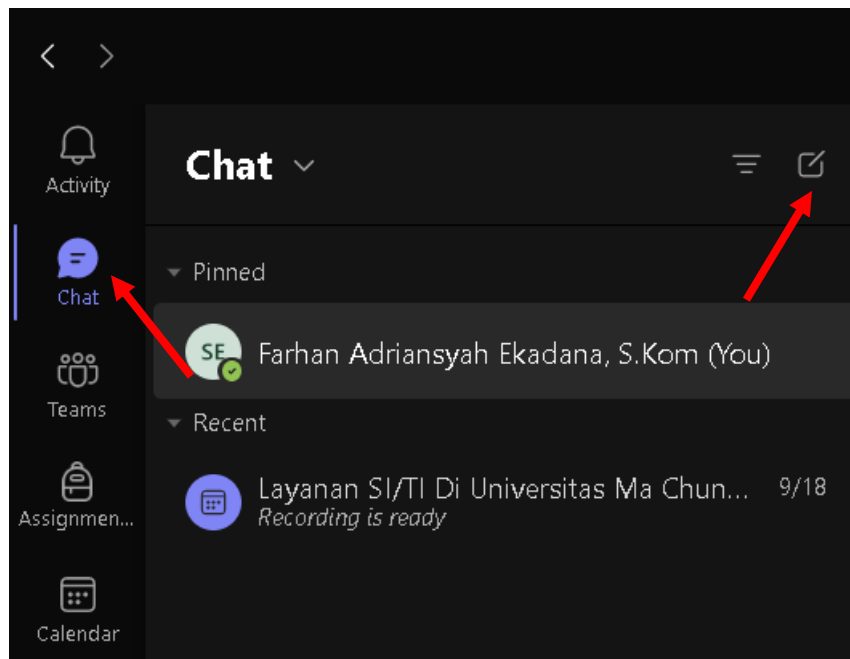 Activity
Chat
Teams
Assignmen...
Calendar
Chat
Pinned
SE
Farhan Adriansyah Ekadana, S.Kom (You)
Recent
Layanan SI/TI Di Universitas Ma Chun... 9/18
Recording is ready